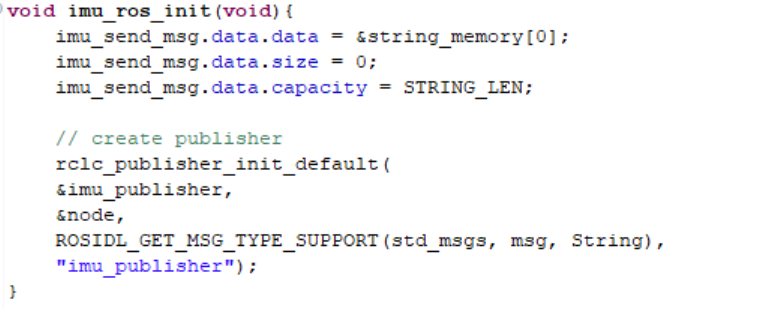 void imu_ros_init(void){
    imu_send_msg.data.data = &string_memory[0];
    imu_send_msg.data.size = 0;
    imu_send_msg.data.capacity = STRING_LEN;

    // create publisher
    rclc_publisher_init_default(
    &imu_publisher,
    &node,
    ROSIDL_GET_MSG_TYPE_SUPPORT(std_msgs, msg, String),
    "imu_publisher");
}